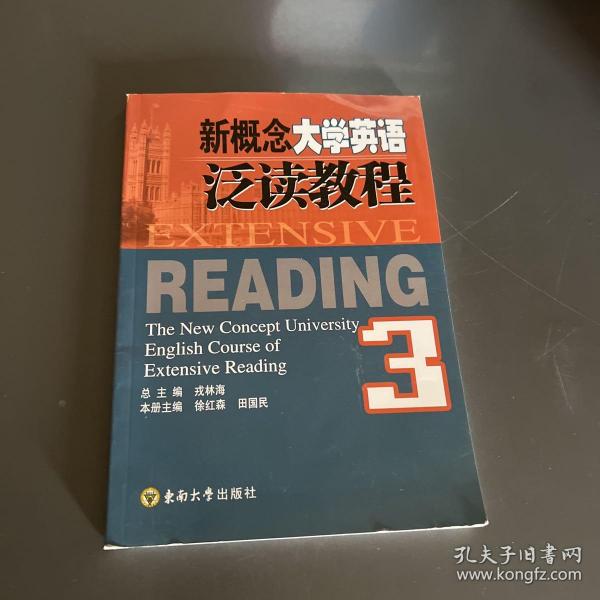 新概念大学英语
泛读教程
EXTENSIVE
READING
The New Concept University
English Course of
Extensive Reading
3
总主编 戎林海
本册主编 徐红森 田国民
东南大学出版社
孔夫子旧书网
www.kongfz.com